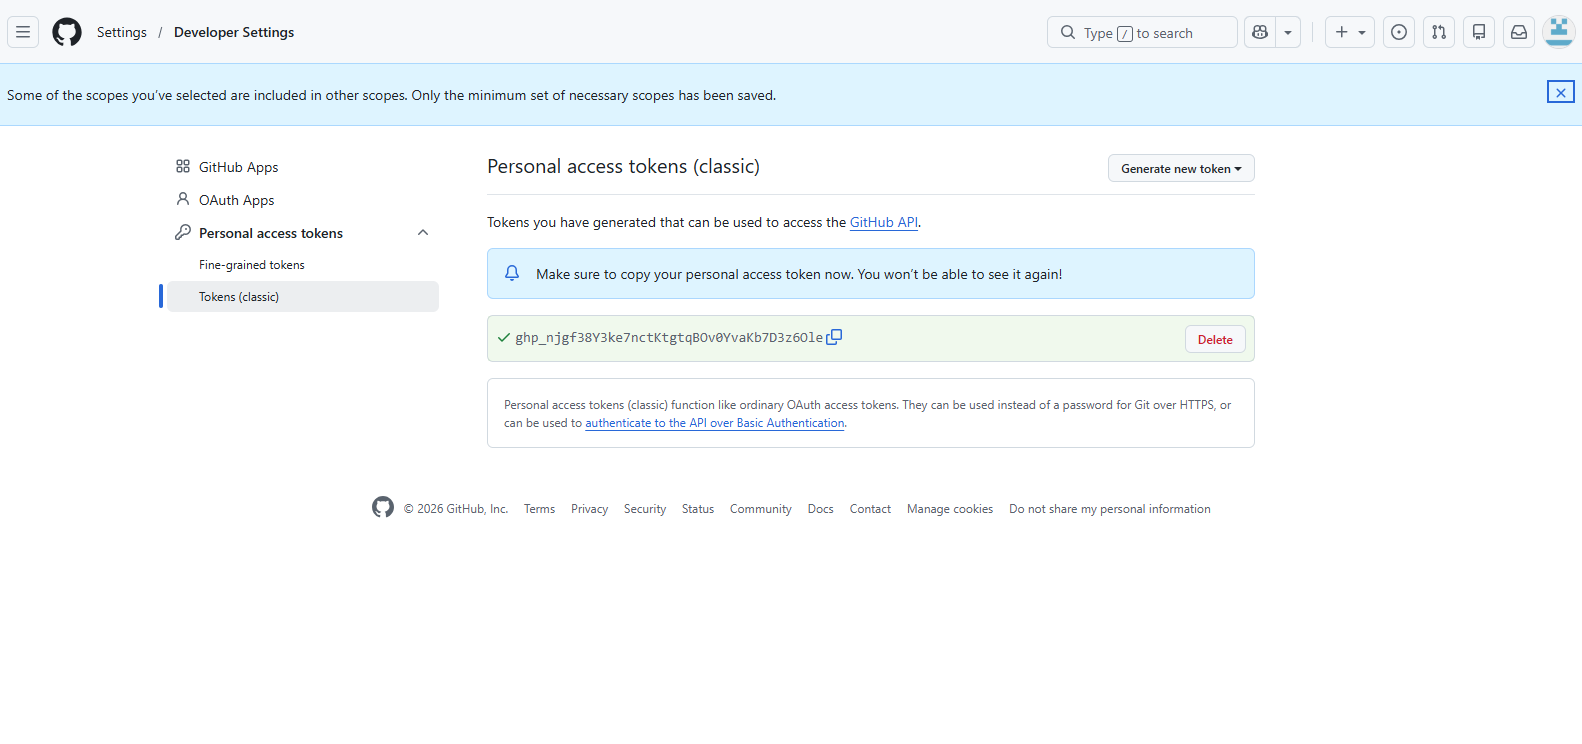 Settings / Developer Settings
Type / to search
Some of the scopes you've selected are included in other scopes. Only the minimum set of necessary scopes has been saved.
GitHub Apps
OAuth Apps
Personal access tokens
Fine-grained tokens
Tokens (classic)
Personal access tokens (classic)
Generate new token
Tokens you have generated that can be used to access the GitHub API.
Make sure to copy your personal access token now. You won't be able to see it again!
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
Delete
Personal access tokens (classic) function like ordinary OAuth access tokens. They can be used instead of a password for Git over HTTPS, or
can be used to authenticate to the API over Basic Authentication.
© 2026 GitHub, Inc. Terms Privacy Security Status Community Docs Contact Manage cookies Do not share my personal information